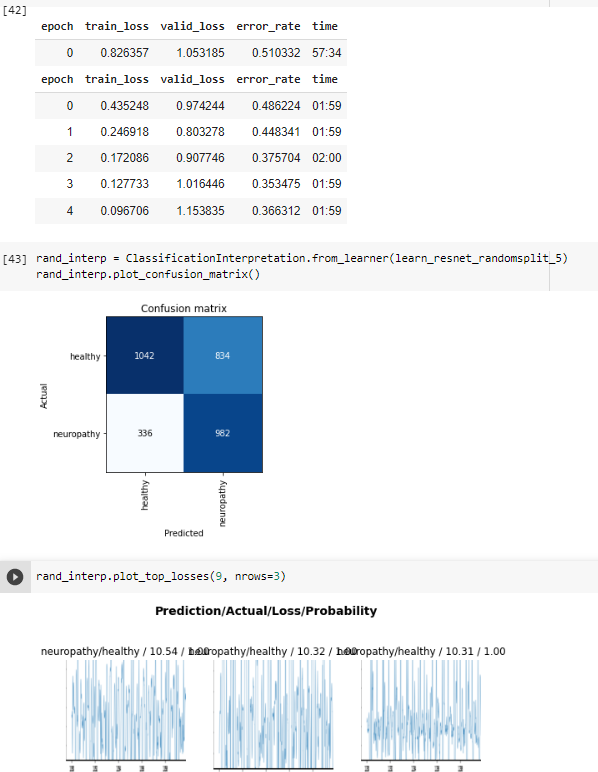 [42]
epoch train_loss valid_loss error_rate time
0 0.826357 1.053185 0.510332 57:34
epoch train_loss valid_loss error_rate time
0 0.435248 0.974244 0.486224 01:59
1 0.246918 0.803278 0.448341 01:59
2 0.172086 0.907746 0.375704 02:00
3 0.127733 1.016446 0.353475 01:59
4 0.096706 1.153835 0.366312 01:59
[43] rand_interp = ClassificationInterpretation.from_learner(learn_resnet_randomsplit_5)
rand_interp.plot_confusion_matrix()
Confusion matrix
healthy 1042 834
Actual
neuropathy 336 982
healthy neuropathy
Predicted
rand_interp.plot_top_losses(9, nrows=3)
Prediction/Actual/Loss/Probability
neuropathy/healthy / 10.54 / 1.00 neuropathy/healthy / 10.32 / 1.00 neuropathy/healthy / 10.31 / 1.00